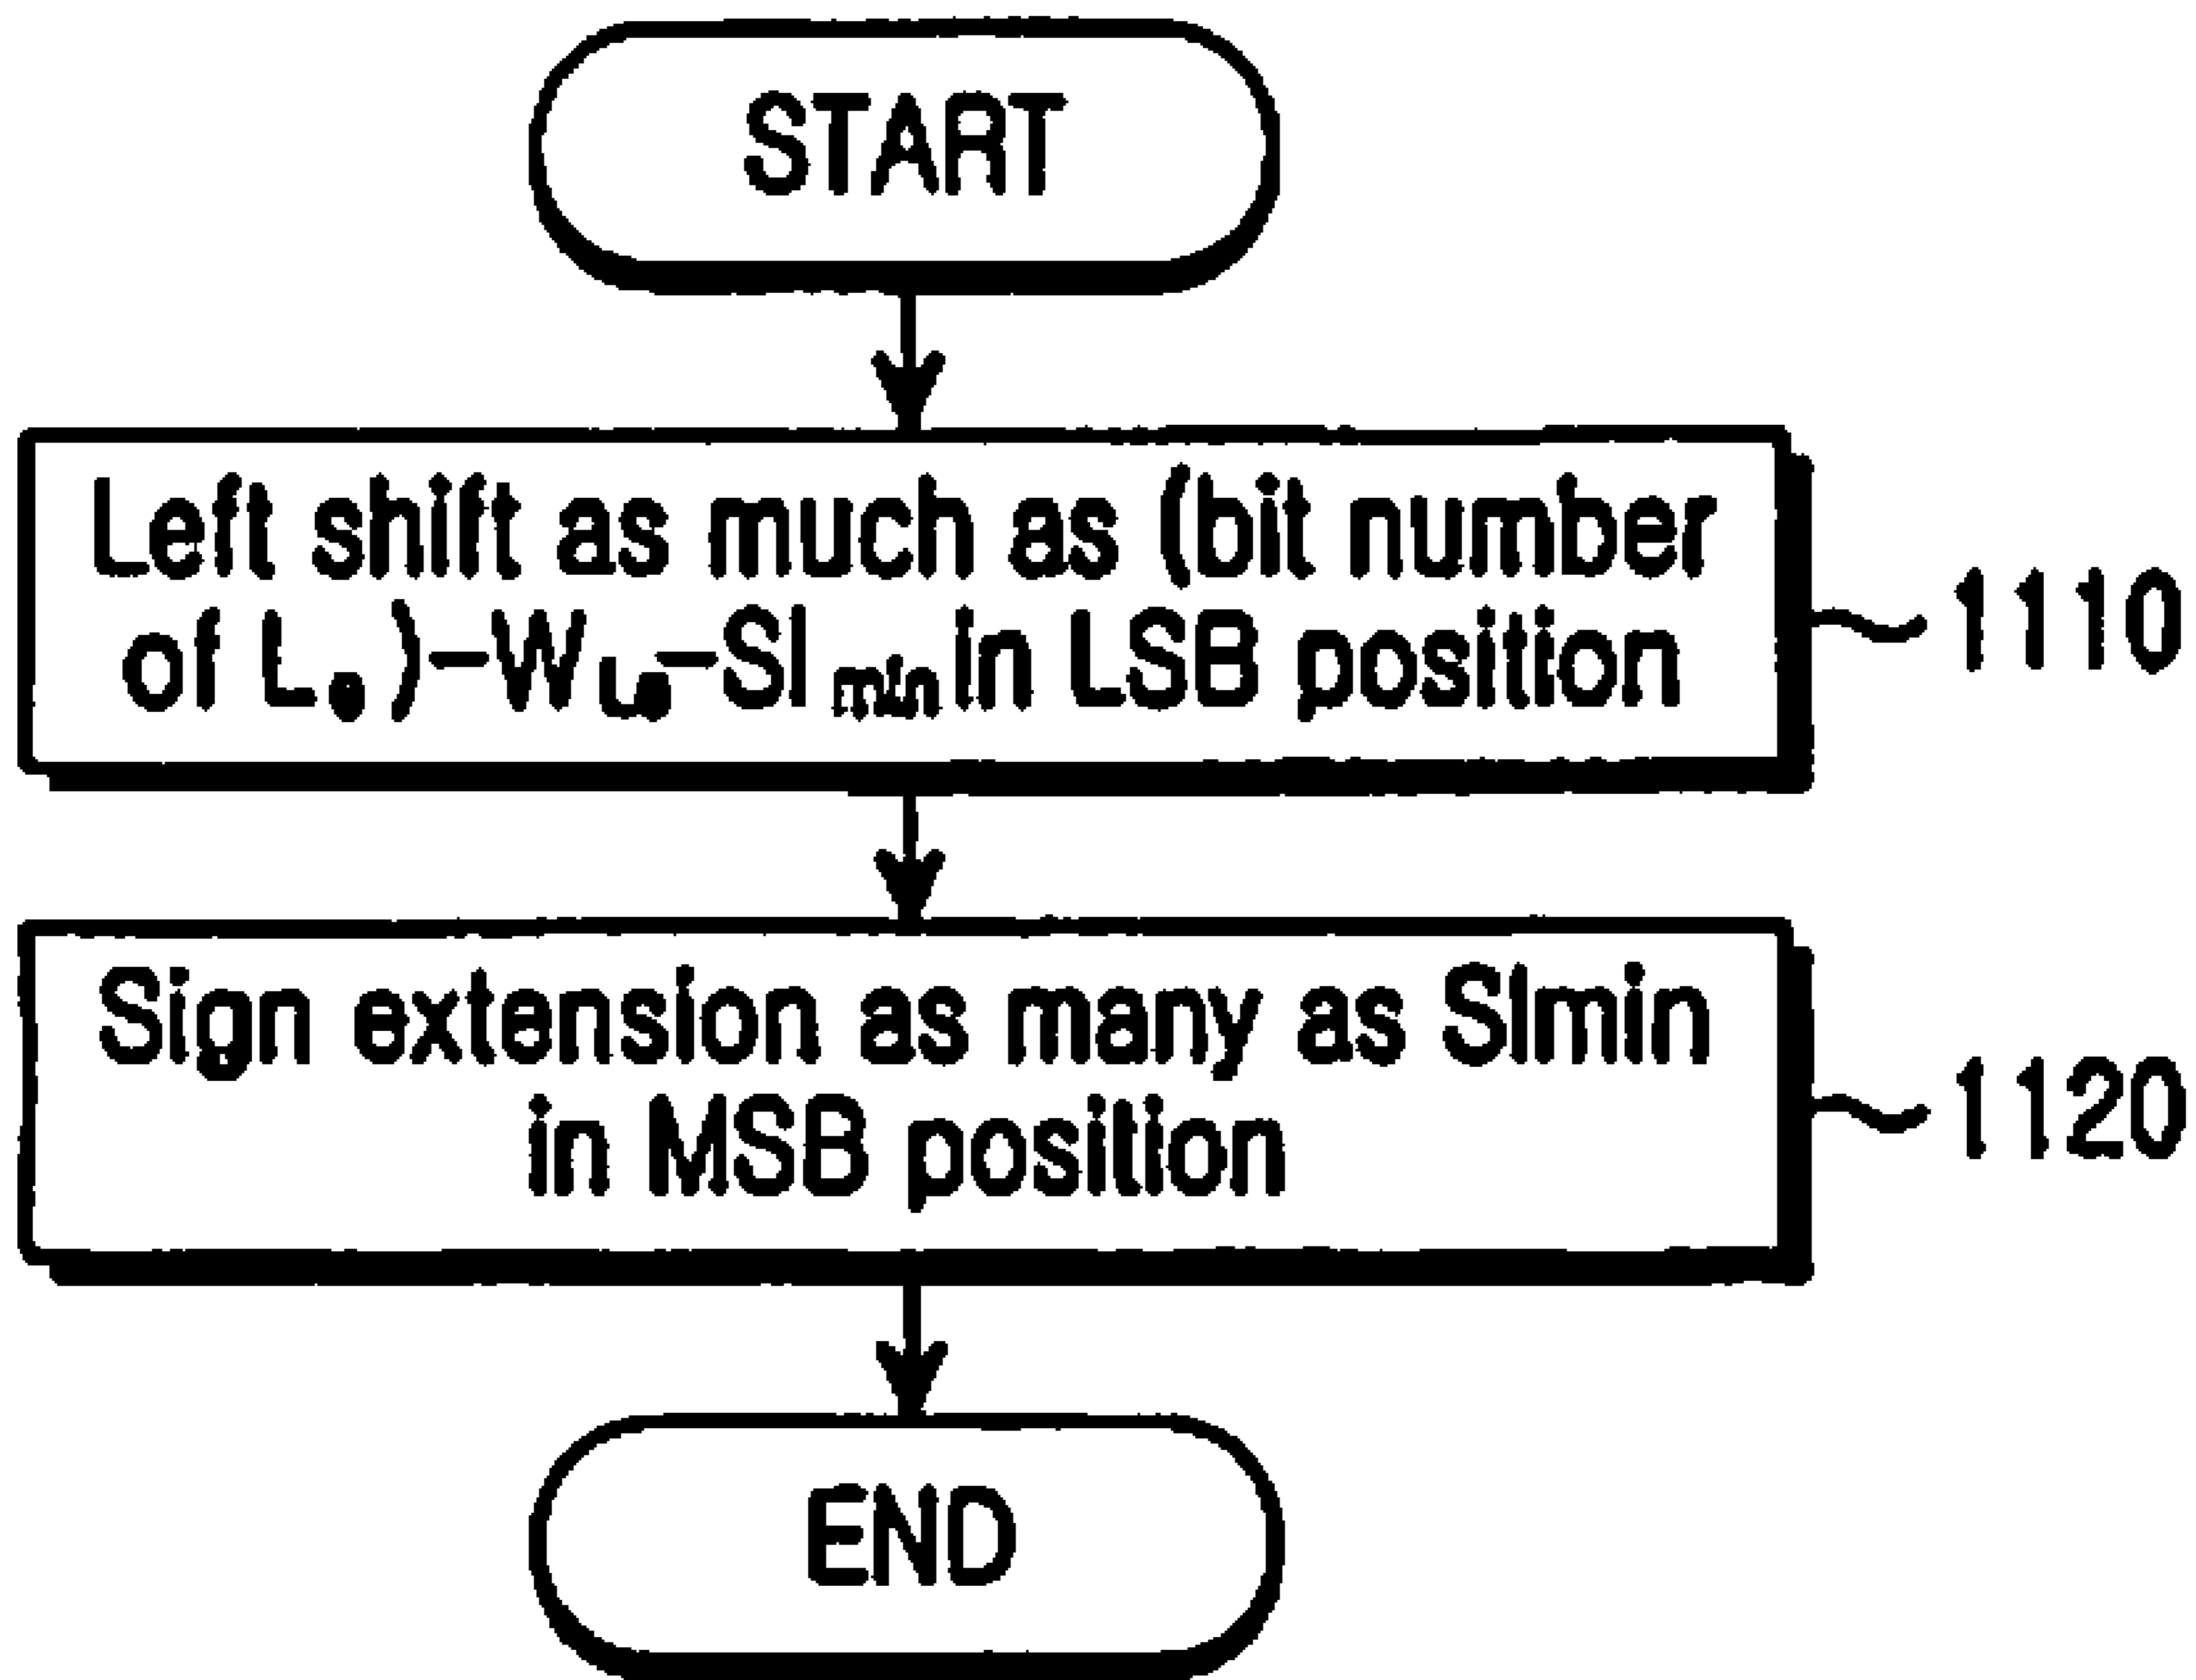 START
Left shift as much as (bit number
of L )-W -SI min in LSB position
1110
Sign extension as many as SImin
in MSB position
1120
END